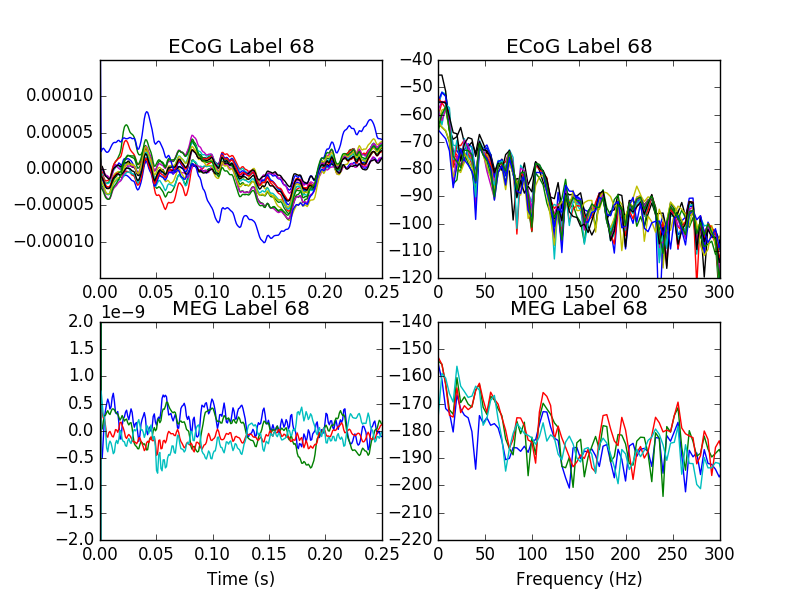 ECoG Label 68
0.00010
0.00005
0.00000
−0.00005
−0.00010
0.00 0.05 0.10 0.15 0.20 0.25
ECoG Label 68
−40
−50
−60
−70
−80
−90
−100
−110
−120
0 50 100 150 200 250 300
MEG Label 68
1e−9
2.0
1.5
1.0
0.5
0.0
−0.5
−1.0
−1.5
−2.0
0.00 0.05 0.10 0.15 0.20 0.25
Time (s)
MEG Label 68
−140
−150
−160
−170
−180
−190
−200
−210
−220
0 50 100 150 200 250 300
Frequency (Hz)